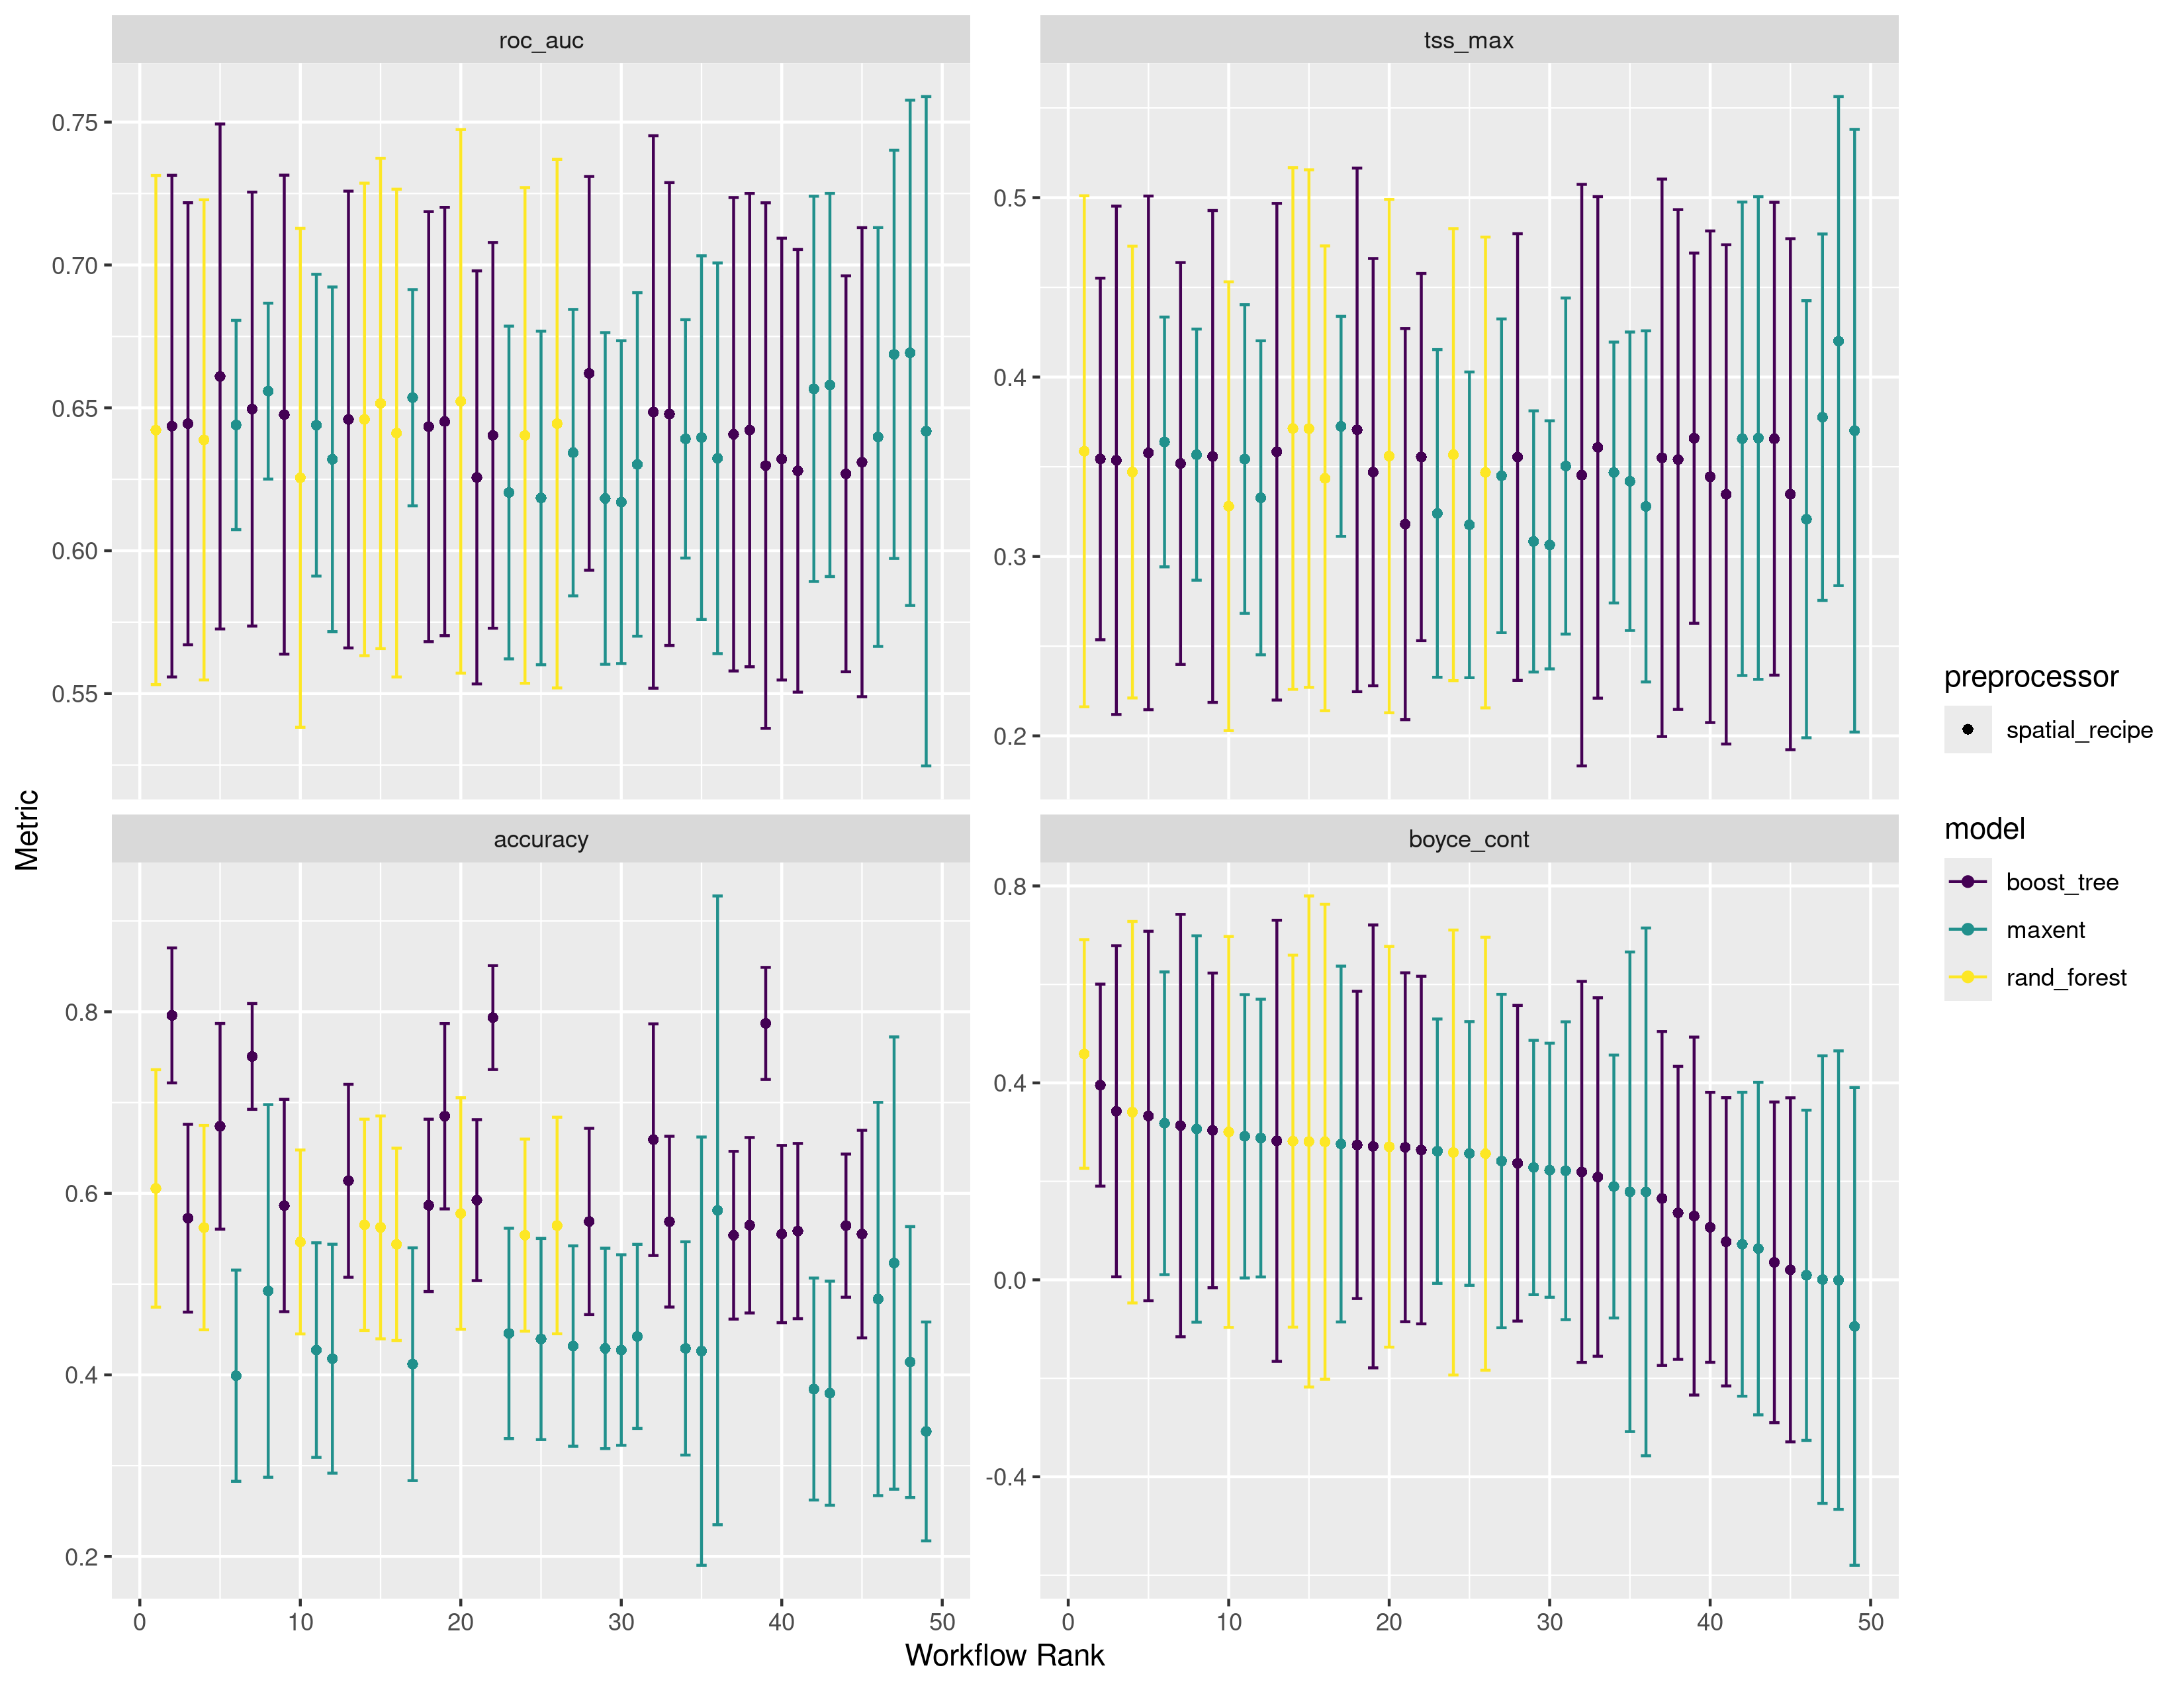 roc_auc
tss_max
0.75
0.70
0.65
0.60
0.55
0.5
0.4
0.3
0.2
accuracy
boyce_cont
0.8
0.6
0.4
0.2
0.8
0.4
0.0
-0.4
0 10 20 30 40 50
0 10 20 30 40 50
Workflow Rank
Metric
preprocessor
spatial_recipe
model
boost_tree
maxent
rand_forest